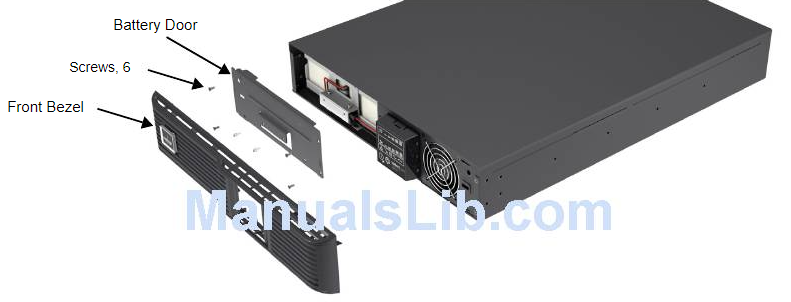 Battery Door
Screws, 6
Front Bezel
ManualsLib.com